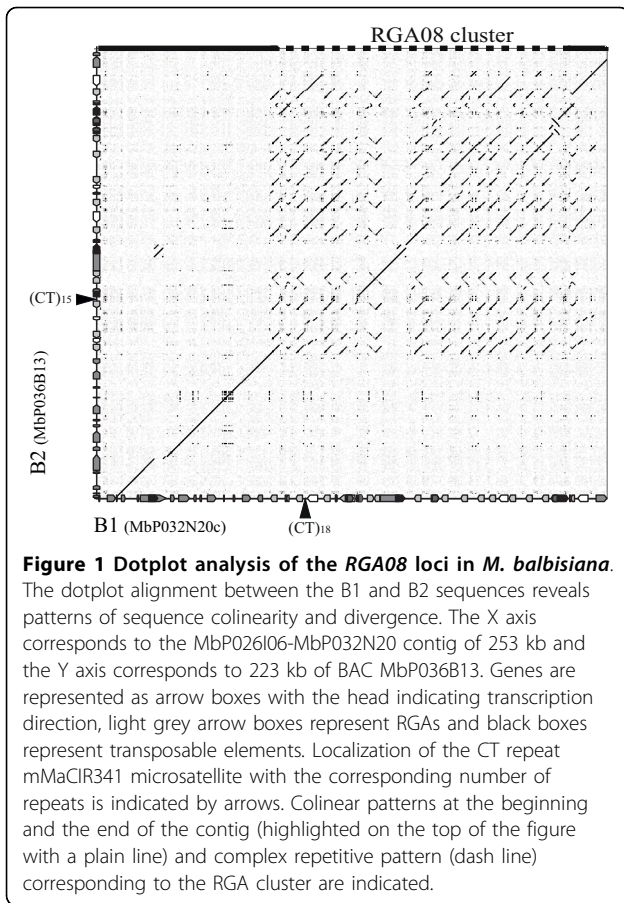 RGA08 cluster
(CT)15
B2 (MbP036B13)
B1 (MbP032N20c)
(CT)18
Figure 1 Dotplot analysis of the RGA08 loci in M. balbisiana.
The dotplot alignment between the B1 and B2 sequences reveals
patterns of sequence colinearity and divergence. The X axis
corresponds to the MbP026I06-MbP032N20 contig of 253 kb and
the Y axis corresponds to 223 kb of BAC MbP036B13. Genes are
represented as arrow boxes with the head indicating transcription
direction, light grey arrow boxes represent RGAs and black boxes
represent transposable elements. Localization of the CT repeat
mMaCIR341 microsatellite with the corresponding number of
repeats is indicated by arrows. Colinear patterns at the beginning
and the end of the contig (highlighted on the top of the figure
with a plain line) and complex repetitive pattern (dash line)
corresponding to the RGA cluster are indicated.